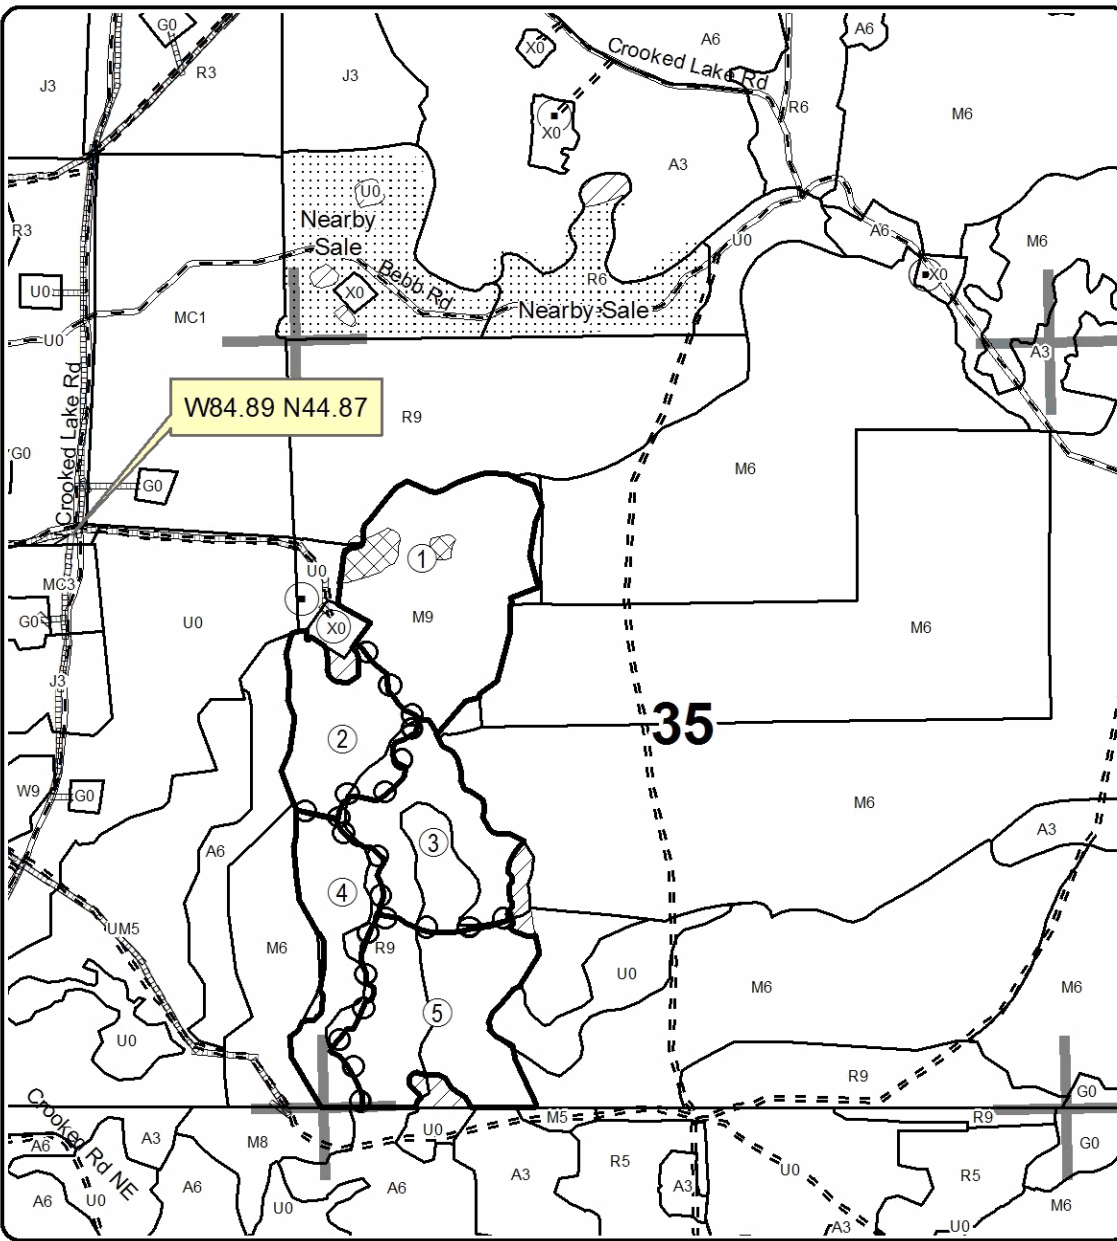 G0
A6
A6
X0
Crooked Lake Rd
R3
J3
J3
R6
M6
X0
A3
U0
R3
Nearby
Sale
A6
U0
M6
X0
Bebb Rd
R6
U0
X0
MC1
Nearby Sale
U0
A3
Crooked Lake Rd
W84.89 N44.87
R9
G0
M6
G0
1
U0
MC3
M9
G0
U0
X0
M6
J3
35
2
W9
G0
M6
A3
3
A6
4
UM5
M6
R9
U0
M6
M6
5
U0
R9
G0
Crooked Rd NE
M5
R9
A6
A3
M8
U0
G0
A3
R5
U0
R5
A3
A6
U0
A6
U0
A6
M6
A3
U0